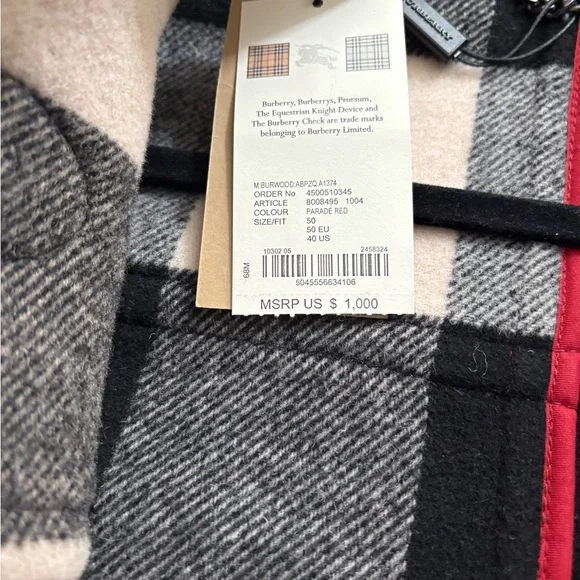 BURBERRY
Burberry, Burberrys, Prorsum,
The Equestrian Knight Device and
The Burberry Check are trade marks
belonging to Burberry Limited.
M:BURWOOD:ABPZQ:A1374
ORDER No 4500510345
ARTICLE 8008495 1004
COLOUR PARADE RED
SIZE/FIT 50
50 EU
40 US
10302 05 2458324
68M
5045556634106
MSRP US $ 1,000